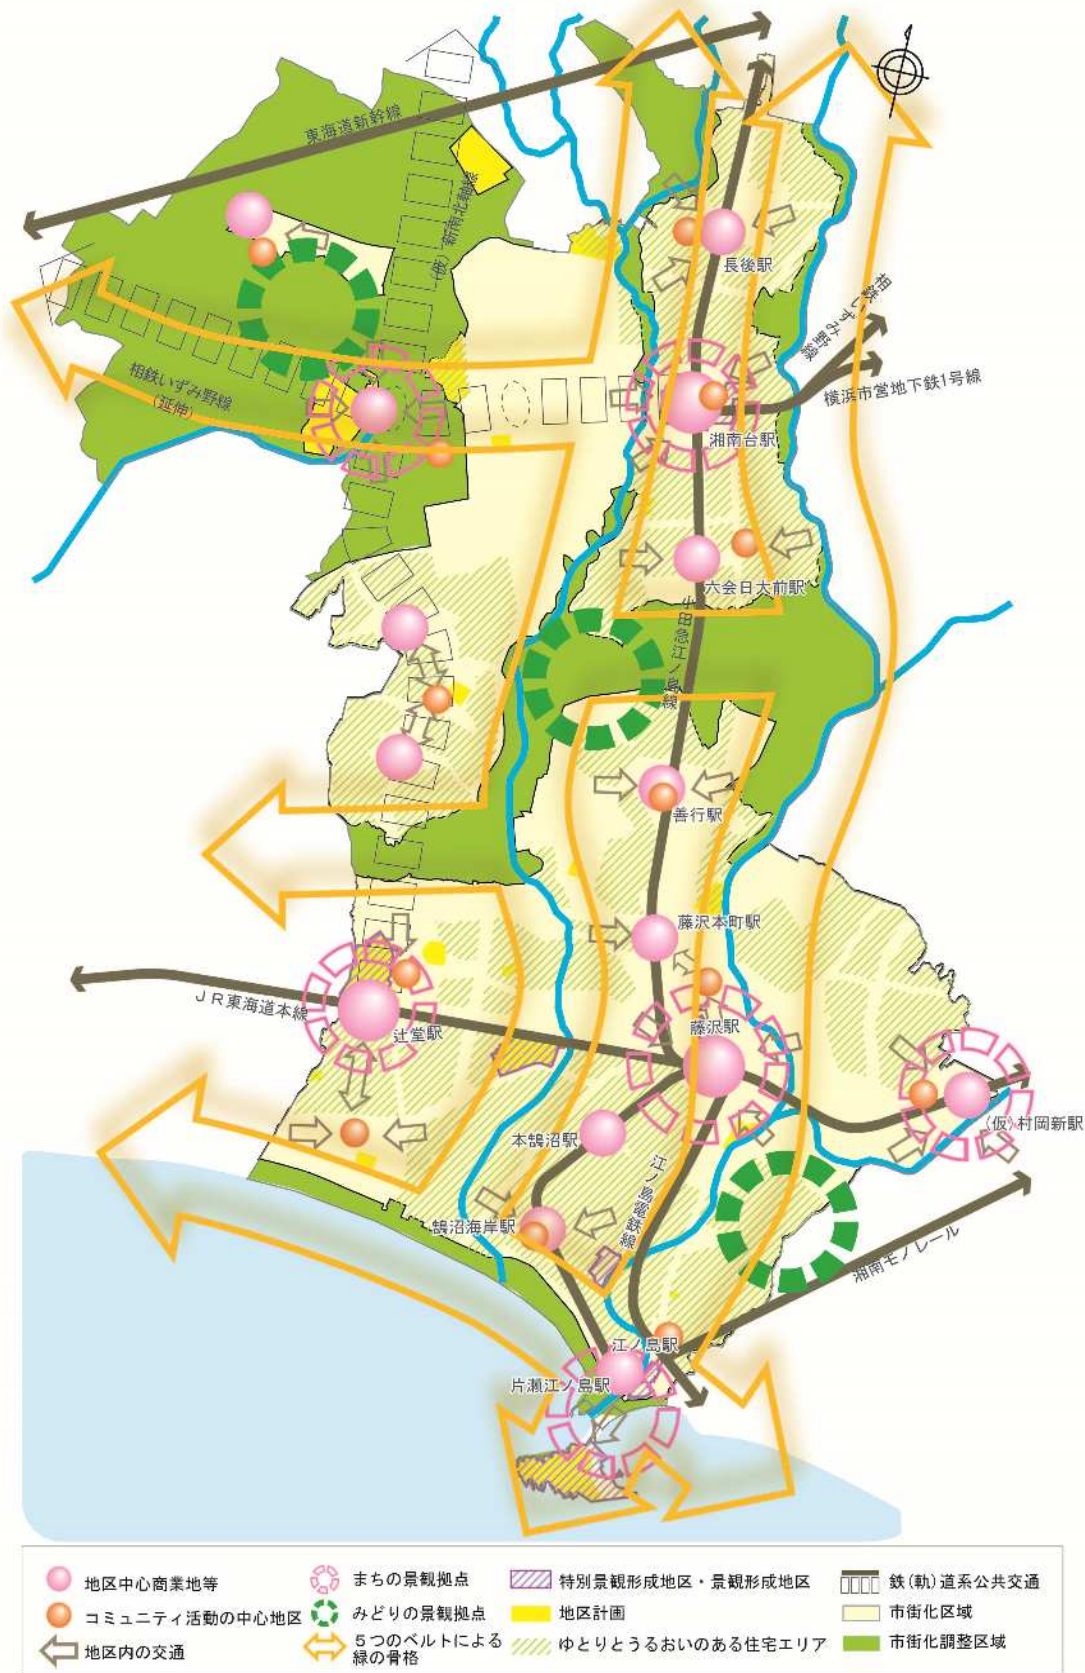 東海道新幹線
(仮)新南北軸線
長後駅
相鉄いずみ野線
横浜市営地下鉄1号線
相鉄いずみ野線
(延伸)
湘南台駅
六会日大前駅
小田急江ノ島線
善行駅
藤沢本町駅
JR東海道本線
辻堂駅
藤沢駅
(仮)村岡新駅
本鵠沼駅
江ノ島電鉄線
鵠沼海岸駅
湘南モノレール
江ノ島駅
片瀬江ノ島駅
地区中心商業地等
まちの景観拠点
特別景観形成地区・景観形成地区
鉄(軌)道系公共交通
コミュニティ活動の中心地区
みどりの景観拠点
地区計画
市街化区域
地区内の交通
5つのベルトによる
緑の骨格
ゆとりとうるおいのある住宅エリア
市街化調整区域